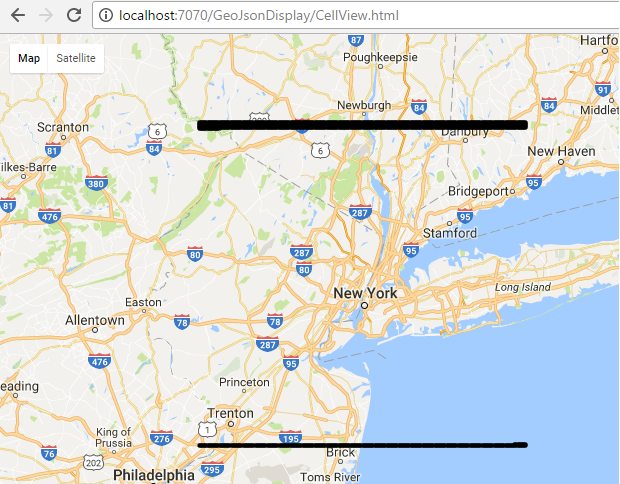 localhost:7070/GeoJsonDisplay/CellView.html
Map Satellite
87
Hartfo
Poughkeepsie
91
Newburgh
84
84
Middlet
Scranton
6
Danbury
81
84
6
New Haven
ilkes-Barre
380
95
Bridgeport
81
476
287
95
Stamford
80
287
95
80
Long Island
New York
Easton
Allentown
78
78
287
476
95
Princeton
eading
Trenton
1
King of
Prussia
276
195
76
Brick
202
295
Philadelphia
Toms River